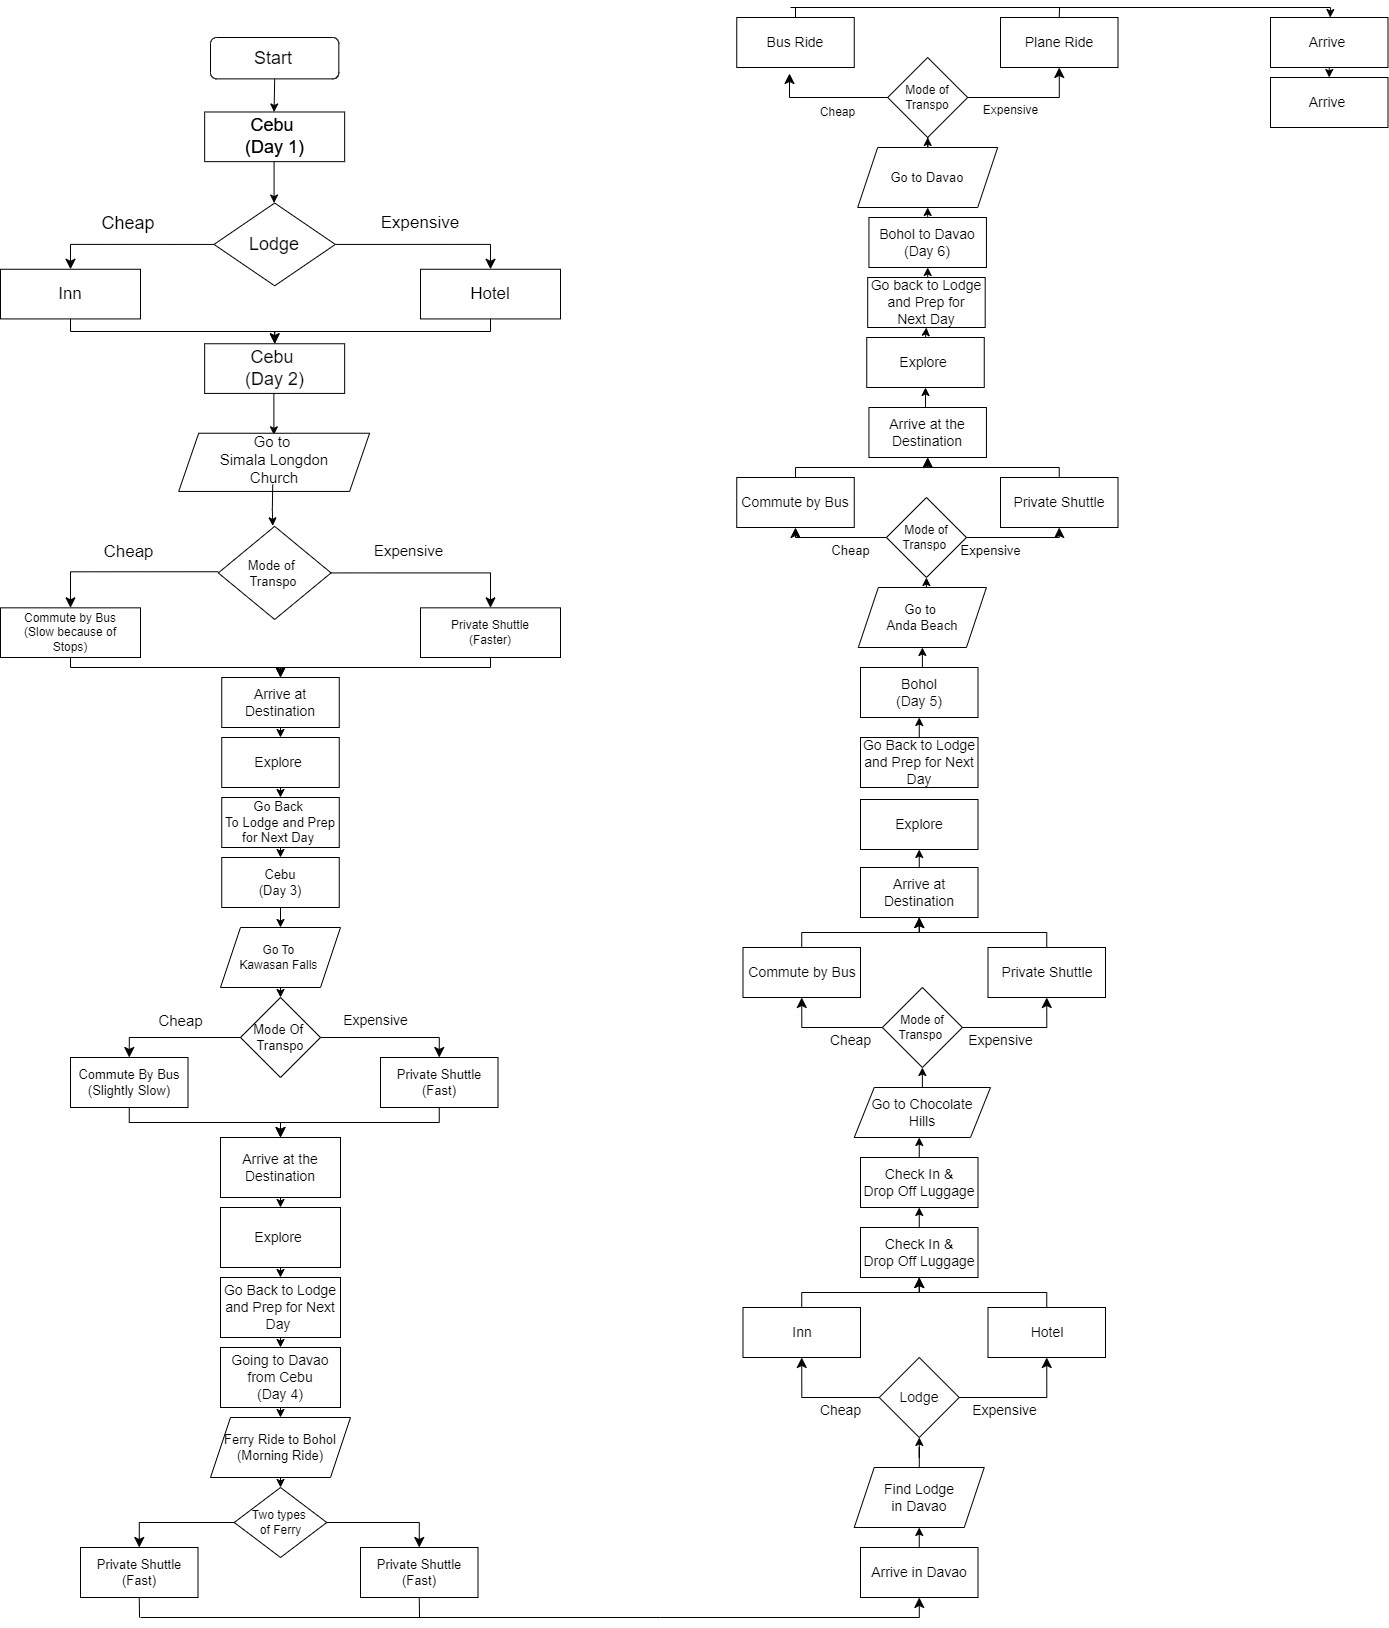 Start
Cebu
(Day 1)
Cheap
Expensive
Lodge
Inn
Hotel
Cebu
(Day 2)
Go to
Simala Longdon
Church
Cheap
Expensive
Mode of
Transpo
Commute by Bus
(Slow because of
Stops)
Private Shuttle
(Faster)
Arrive at
Destination
Explore
Go Back
To Lodge and Prep
for Next Day
Cebu
(Day 3)
Go To
Kawasan Falls
Cheap
Expensive
Mode Of
Transpo
Commute By Bus
(Slightly Slow)
Private Shuttle
(Fast)
Arrive at the
Destination
Explore
Go Back to Lodge
and Prep for Next
Day
Going to Davao
from Cebu
(Day 4)
Ferry Ride to Bohol
(Morning Ride)
Two types
of Ferry
Private Shuttle
(Fast)
Private Shuttle
(Fast)
Arrive in Davao
Find Lodge
in Davao
Lodge
Cheap
Expensive
Inn
Hotel
Check In &
Drop Off Luggage
Check In &
Drop Off Luggage
Go to Chocolate
Hills
Mode of
Transpo
Cheap
Expensive
Commute by Bus
Private Shuttle
Arrive at
Destination
Explore
Go Back to Lodge
and Prep for Next
Day
Bohol
(Day 5)
Go to
Anda Beach
Mode of
Transpo
Cheap
Expensive
Commute by Bus
Private Shuttle
Arrive at the
Destination
Explore
Go back to Lodge
and Prep for
Next Day
Bohol to Davao
(Day 6)
Go to Davao
Mode of
Transpo
Cheap
Expensive
Bus Ride
Plane Ride
Arrive
Arrive